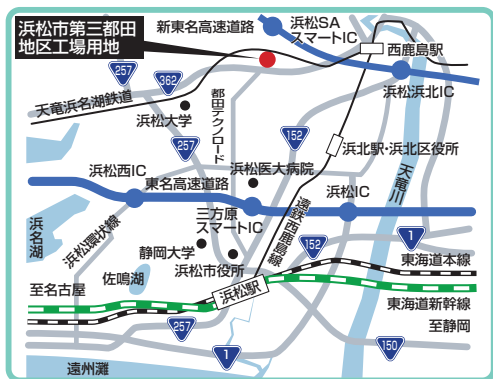 浜松市第三都田
地区工場用地
新東名高速道路
浜松SA
スマートIC
西鹿島駅
257
362
天竜浜名湖鉄道
浜松大学
都田テクノロード
浜松浜北IC
152
257
浜北駅・浜北区役所
天竜川
浜松西IC
東名高速道路
浜松医大病院
三方原
スマートIC
浜松IC
浜名湖
浜松環状線
静岡大学
浜松市役所
遠鉄西鹿島線
152
1
東海道本線
佐鳴湖
至名古屋
浜松駅
東海道新幹線
至静岡
257
1
150
遠州灘